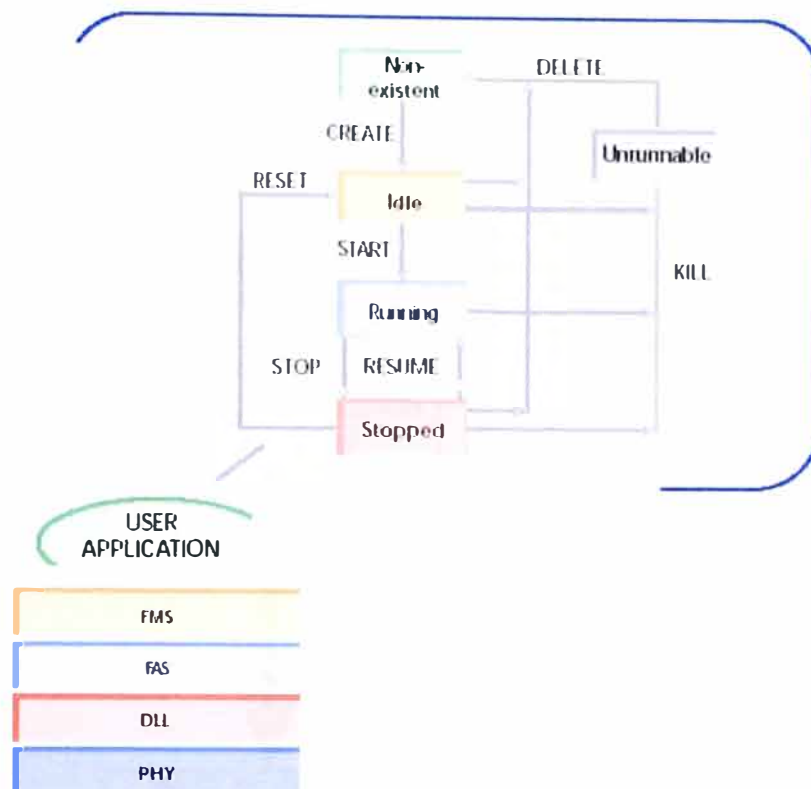 Non-
existent
DELETE
CREATE
Unrunnable
RESET
Idle
START
KILL
Running
STOP
RESUME
Stopped
USER
APPLICATION
FMS
FAS
DLL
PHY